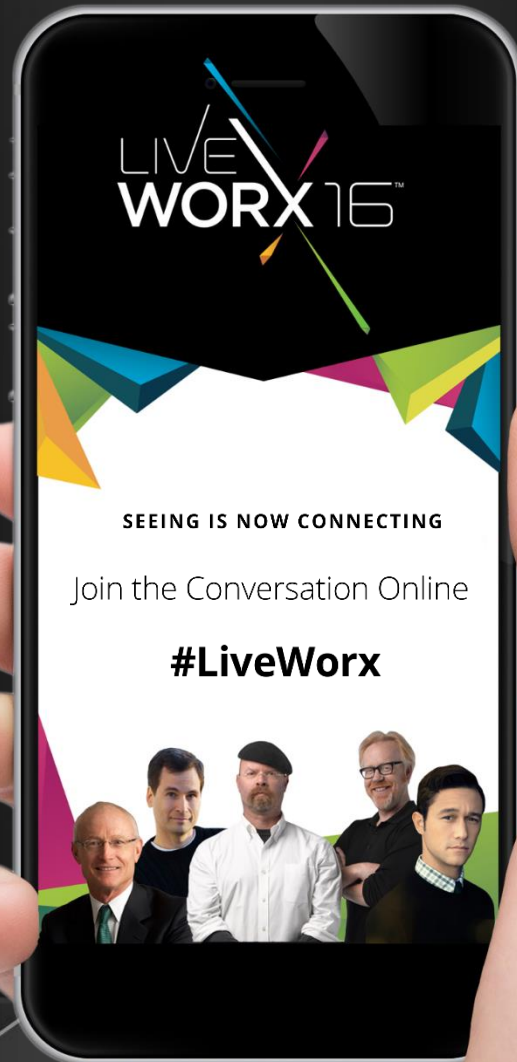 LIVE
WORX16™
SEEING IS NOW CONNECTING
Join the Conversation Online
#LiveWorx